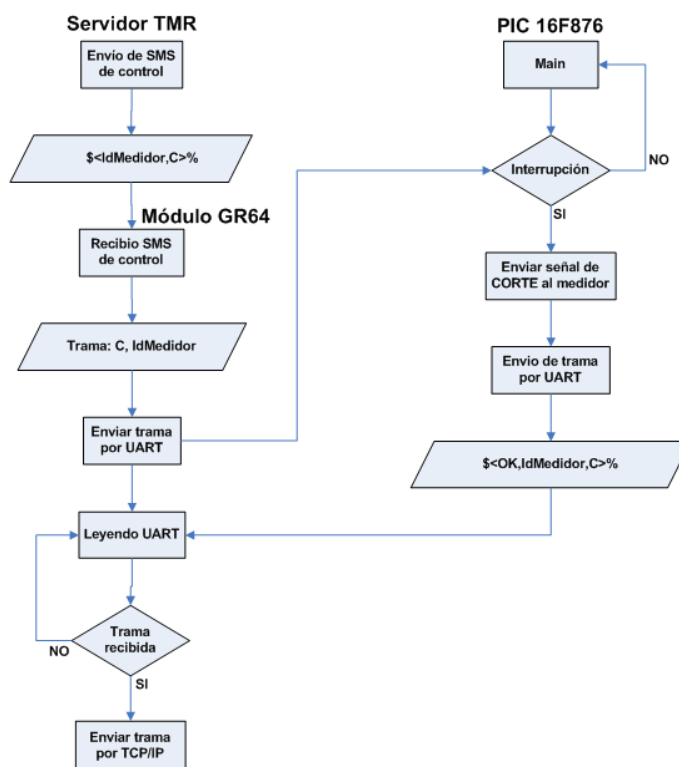 Servidor TMR
Envío de SMS
de control
$<IdMedidor,C>%
Módulo GR64
Recibio SMS
de control
Trama: C, IdMedidor
Enviar trama
por UART
Leyendo UART
Trama
recibida
NO
SI
Enviar trama
por TCP/IP
PIC 16F876
Main
Interrupción
NO
SI
Enviar señal de
CORTE al medidor
Envio de trama
por UART
$<OK,IdMedidor,C>%